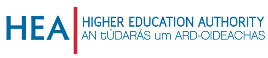 HEA
HIGHER EDUCATION AUTHORITY
AN tÚDARÁS um ARD-OIDEACHAS